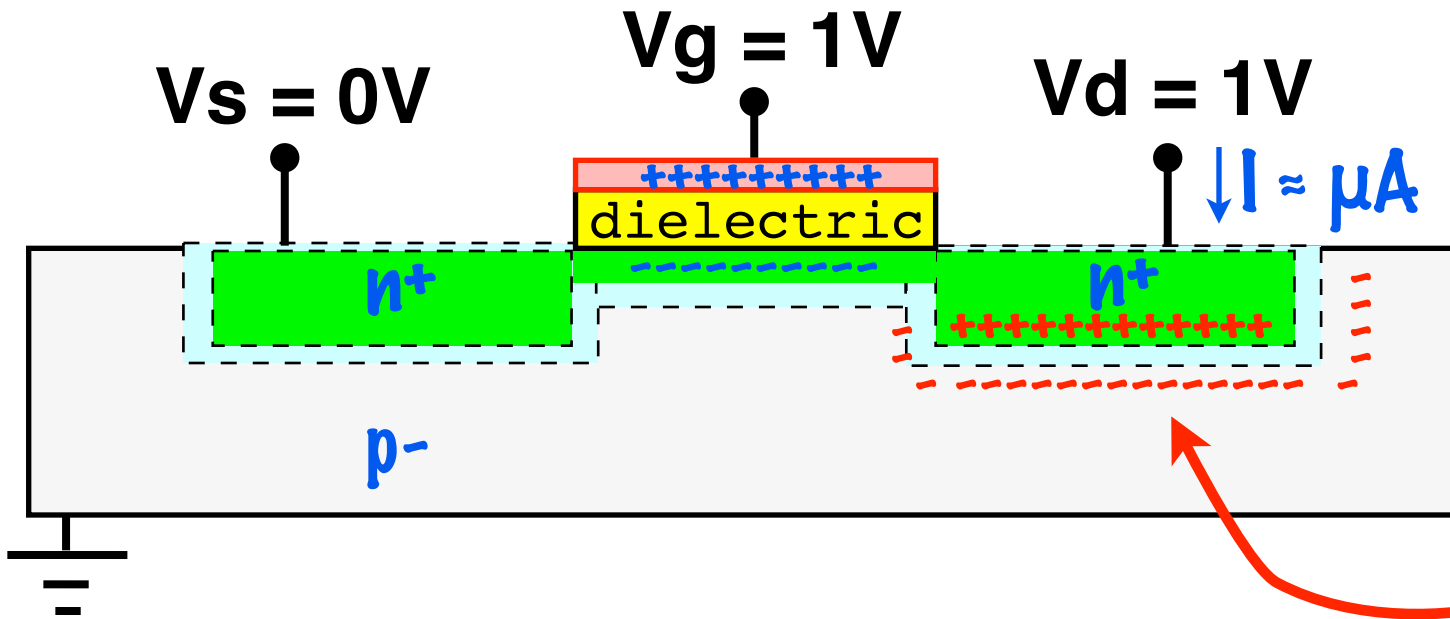 Vg = 1V
Vs = 0V
Vd = 1V
I ≈ μA
+++++++++
dielectric
---------
n+
n+
++++++++++++
p-